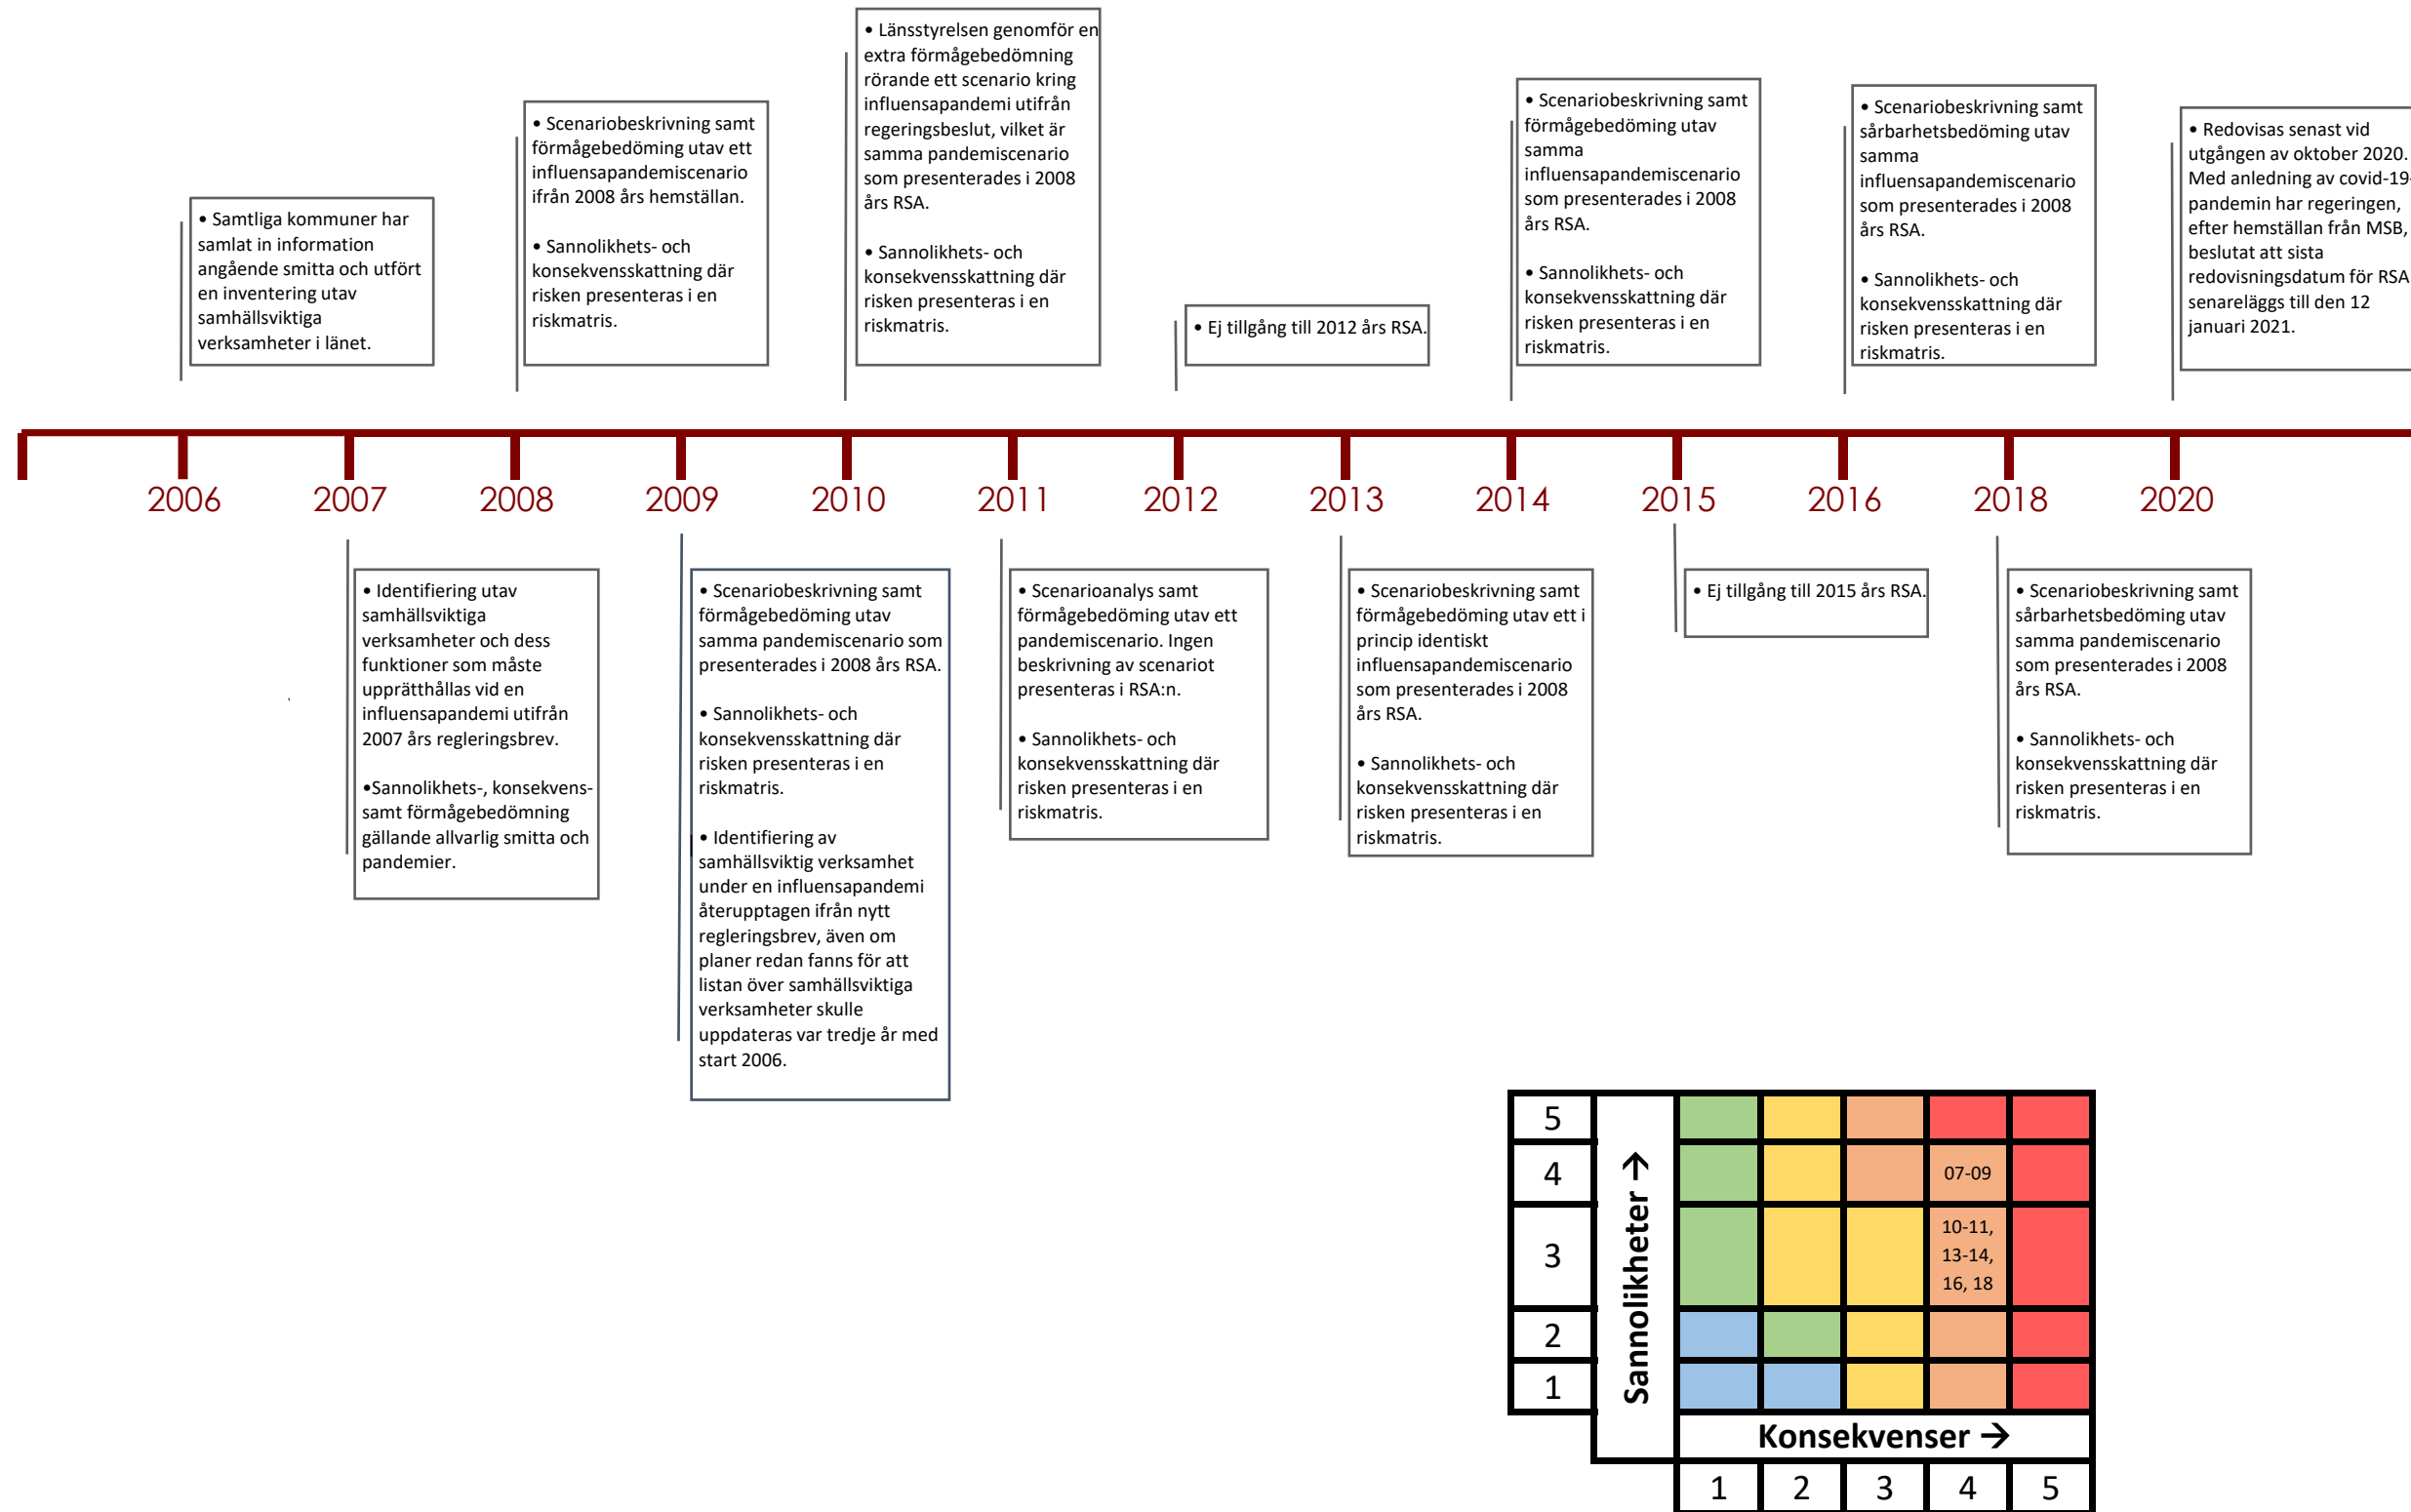 • Samtliga kommuner har
samlat in information
angående smitta och utfört
en inventering utav
samhällsviktiga
verksamheter i länet.
• Scenariobeskrivning samt
förmågebedöming utav ett
influensapandemiscenario
ifrån 2008 års hemställan.
• Sannolikhets- och
konsekvensskattning där
risken presenteras i en
riskmatris.
• Länsstyrelsen genomför en
extra förmågebedömning
rörande ett scenario kring
influensapandemi utifrån
regeringsbeslut, vilket är
samma pandemiscenario
som presenterades i 2008
års RSA.
• Sannolikhets- och
konsekvensskattning där
risken presenteras i en
riskmatris.
• Ej tillgång till 2012 års RSA.
• Scenariobeskrivning samt
förmågebedöming utav
samma
influensapandemiscenario
som presenterades i 2008
års RSA.
• Sannolikhets- och
konsekvensskattning där
risken presenteras i en
riskmatris.
• Scenariobeskrivning samt
sårbarhetsbedöming utav
samma
influensapandemiscenario
som presenterades i 2008
års RSA.
• Sannolikhets- och
konsekvensskattning där
risken presenteras i en
riskmatris.
• Redovisas senast vid
utgången av oktober 2020.
Med anledning av covid-19-
pandemin har regeringen,
efter hemställan från MSB,
beslutat att sista
redovisningsdatum för RSA
senareläggs till den 12
januari 2021.
2006 2007 2008 2009 2010 2011 2012 2013 2014 2015 2016 2018 2020
• Identifiering utav
samhällsviktiga
verksamheter och dess
funktioner som måste
upprätthållas vid en
influensapandemi utifrån
2007 års regleringsbrev.
•Sannolikhets-, konsekvens-
samt förmågebedömning
gällande allvarlig smitta och
pandemier.
• Scenariobeskrivning samt
förmågebedöming utav
samma pandemiscenario som
presenterades i 2008 års RSA.
• Sannolikhets- och
konsekvensskattning där
risken presenteras i en
riskmatris.
• Identifiering av
samhällsviktig verksamhet
under en influensapandemi
återupptagen ifrån nytt
regleringsbrev, även om
planer redan fanns för att
listan över samhällsviktiga
verksamheter skulle
uppdateras var tredje år med
start 2006.
• Scenarioanalys samt
förmågebedöming utav ett
pandemiscenario. Ingen
beskrivning av scenariot
presenteras i RSA:n.
• Sannolikhets- och
konsekvensskattning där
risken presenteras i en
riskmatris.
• Scenariobeskrivning samt
förmågebedöming utav ett i
princip identiskt
influensapandemiscenario
som presenterades i 2008
års RSA.
• Sannolikhets- och
konsekvensskattning där
risken presenteras i en
riskmatris.
• Ej tillgång till 2015 års RSA.
• Scenariobeskrivning samt
sårbarhetsbedöming utav
samma pandemiscenario
som presenterades i 2008
års RSA.
• Sannolikhets- och
konsekvensskattning där
risken presenteras i en
riskmatris.
5
4
3
2
1
Sannolikheter →
07-09
10-11,
13-14,
16, 18
Konsekvenser →
1 2 3 4 5